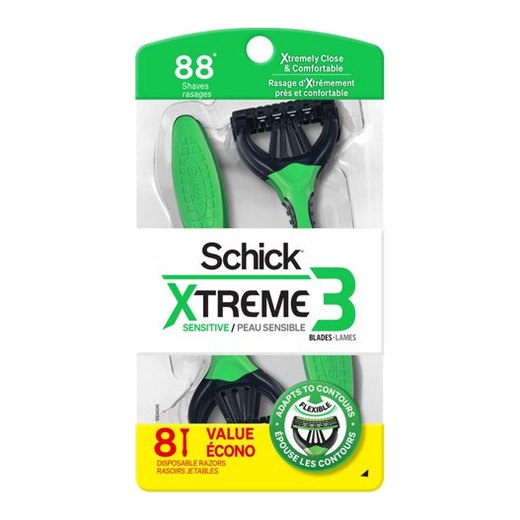 88*
Shaves
rasages
Xtremely Close
& Comfortable
Rasage d'Xtrêmement
près et confortable
Schick
XTREME 3
SENSITIVE / PEAU SENSIBLE
BLADES • LAMES
ADAPTS TO CONTOURS
FLEXIBLE
ÉPOUSE LES CONTOURS
8 VALUE
ÉCONO
DISPOSABLE RAZORS
RASOIRS JETABLES